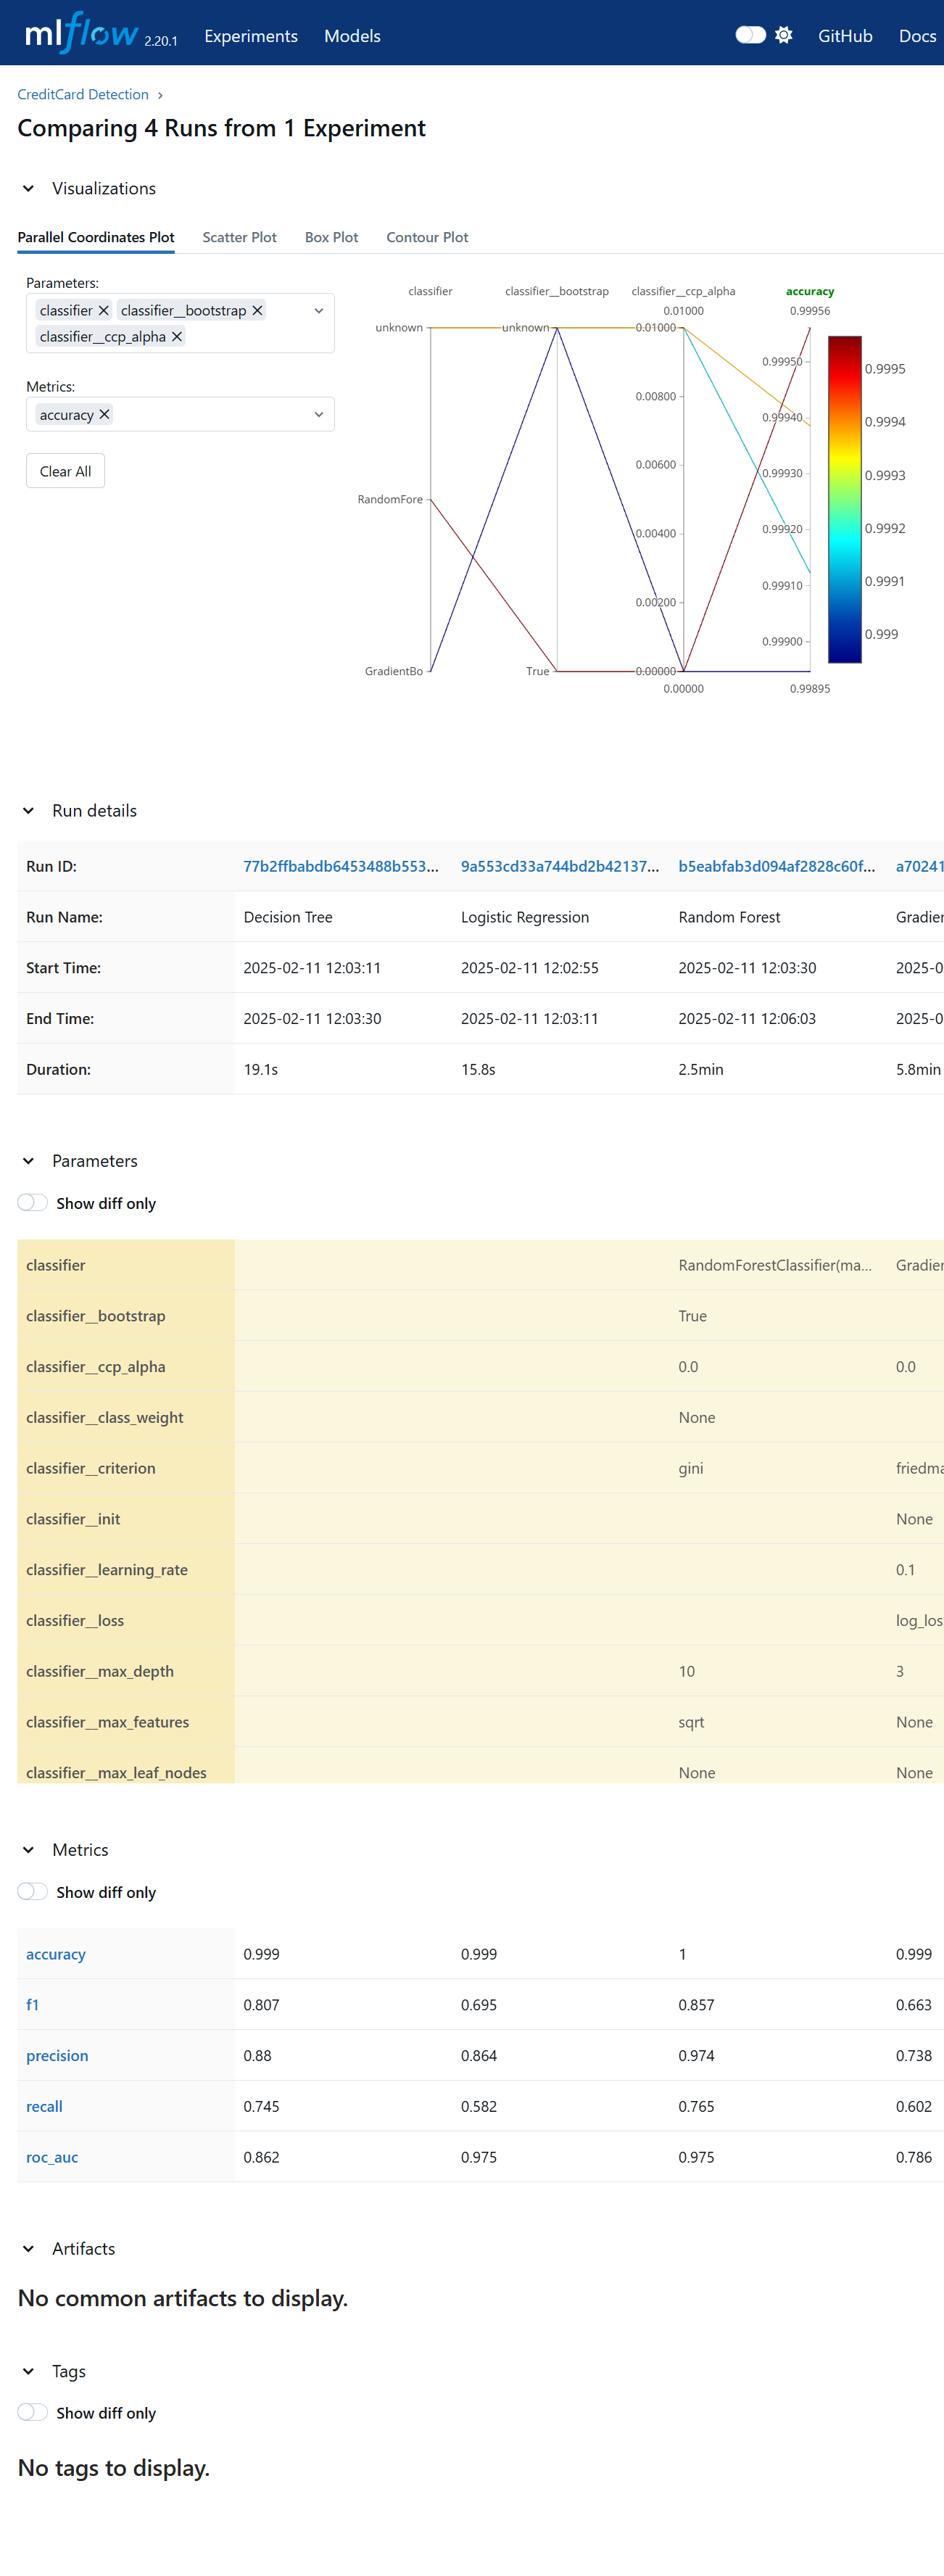 mlflow 2.20.1 Experiments Models GitHub Docs
CreditCard Detection ›
Comparing 4 Runs from 1 Experiment
Visualizations
Parallel Coordinates Plot Scatter Plot Box Plot Contour Plot
Parameters:
classifier classifier__bootstrap
classifier__ccp_alpha
Metrics:
accuracy
Clear All
classifier classifier__bootstrap classifier__ccp_alpha accuracy
0.01000 0.99956
unknown unknown 0.01000
0.99950 0.9995
0.00800
0.99940 0.9994
0.00600 0.99930 0.9993
RandomFore
0.00400 0.99920 0.9992
0.99910 0.9991
0.00200
0.99900 0.999
GradientBo True 0.00000
0.00000 0.99895
Run details
Run ID: 77b2ffbabdb6453488b553... 9a553cd33a744bd2b42137... b5eabfab3d094af2828c60f... a70241
Run Name: Decision Tree Logistic Regression Random Forest Gradier
Start Time: 2025-02-11 12:03:11 2025-02-11 12:02:55 2025-02-11 12:03:30 2025-0
End Time: 2025-02-11 12:03:30 2025-02-11 12:03:11 2025-02-11 12:06:03 2025-0
Duration: 19.1s 15.8s 2.5min 5.8min
Parameters
Show diff only
classifier RandomForestClassifier(ma... Gradier
classifier__bootstrap True
classifier__ccp_alpha 0.0 0.0
classifier__class_weight None
classifier__criterion gini friedma
classifier__init None
classifier__learning_rate 0.1
classifier__loss log_los
classifier__max_depth 10 3
classifier__max_features sqrt None
classifier__max_leaf_nodes None None
Metrics
Show diff only
accuracy 0.999 0.999 1 0.999
f1 0.807 0.695 0.857 0.663
precision 0.88 0.864 0.974 0.738
recall 0.745 0.582 0.765 0.602
roc_auc 0.862 0.975 0.975 0.786
Artifacts
No common artifacts to display.
Tags
Show diff only
No tags to display.